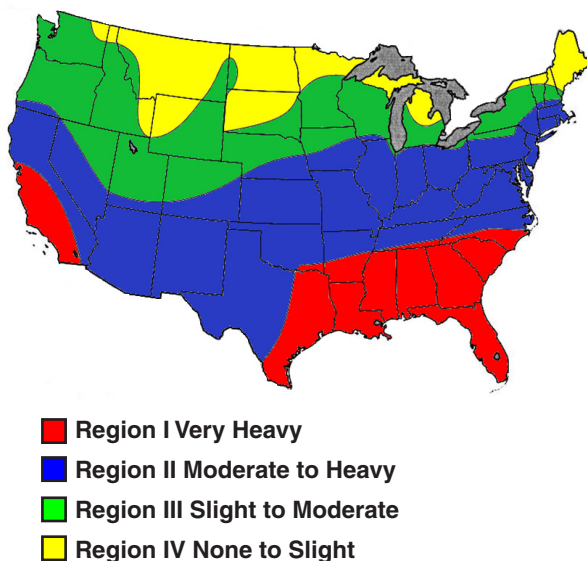 Region I Very Heavy
Region II Moderate to Heavy
Region III Slight to Moderate
Region IV None to Slight